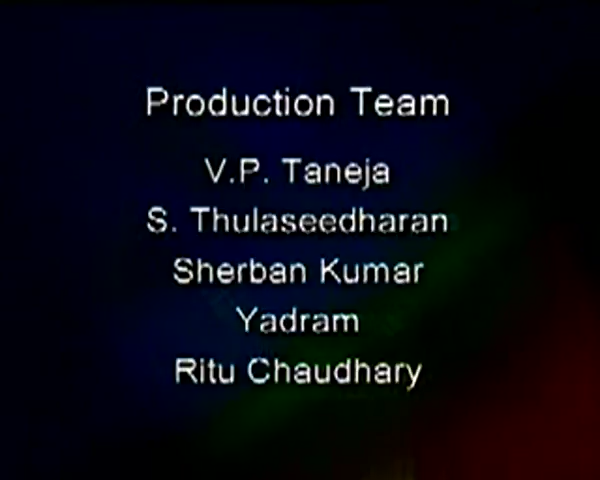 Production Team
V.P. Taneja
S. Thulaseedharan
Sherban Kumar
Yadram
Ritu Chaudhary